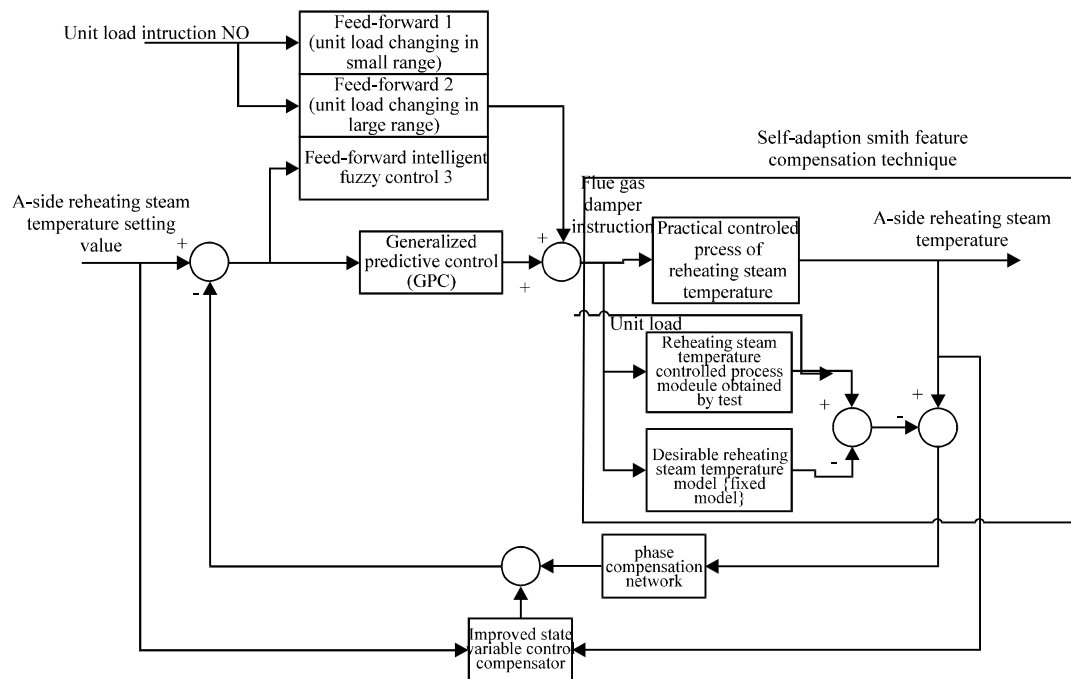 Unit load intruction NO
Feed-forward 1
(unit load changing in
small range)
Feed-forward 2
(unit load changing in
large range)
Feed-forward intelligent
fuzzy control 3
Self-adaption smith feature
compensation technique
A-side reheating steam
temperature setting
value
+
-
Generalized
predictive control
(GPC)
+
+
Flue gas
damper
instruction
Practical controled
prcess of
reheating steam
temperature
A-side reheating steam
temperature
Unit load
Reheating steam
temperature
controlled process
modeule obtained
by test
+
-
-
+
Desirable reheating
steam temperature
model {fixed
model}
phase
compensation
network
Improved state
variable control
compensator